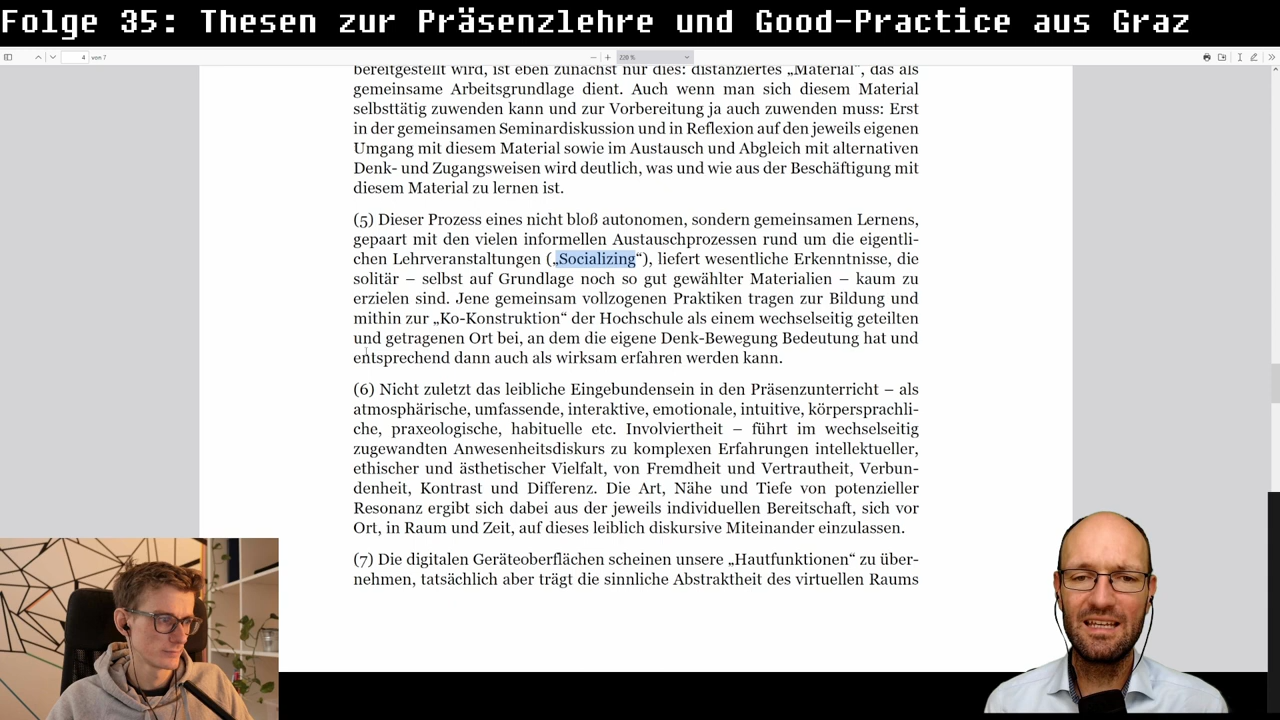 Folge 35: Thesen zur Präsenzlehre und Good-Practice aus Graz
4 von 7
220 %
bereitgestellt wird, ist eben zunächst nur dies: distanziertes „Material“, das als
gemeinsame Arbeitsgrundlage dient. Auch wenn man sich diesem Material
selbsttätig zuwenden kann und zur Vorbereitung ja auch zuwenden muss: Erst
in der gemeinsamen Seminardiskussion und in Reflexion auf den jeweils eigenen
Umgang mit diesem Material sowie im Austausch und Abgleich mit alternativen
Denk- und Zugangsweisen wird deutlich, was und wie aus der Beschäftigung mit
diesem Material zu lernen ist.
(5) Dieser Prozess eines nicht bloß autonomen, sondern gemeinsamen Lernens,
gepaart mit den vielen informellen Austauschprozessen rund um die eigentli-
chen Lehrveranstaltungen („Socializing“), liefert wesentliche Erkenntnisse, die
solitär – selbst auf Grundlage noch so gut gewählter Materialien – kaum zu
erzielen sind. Jene gemeinsam vollzogenen Praktiken tragen zur Bildung und
mithin zur „Ko-Konstruktion“ der Hochschule als einem wechselseitig geteilten
und getragenen Ort bei, an dem die eigene Denk-Bewegung Bedeutung hat und
entsprechend dann auch als wirksam erfahren werden kann.
(6) Nicht zuletzt das leibliche Eingebundensein in den Präsenzunterricht – als
atmosphärische, umfassende, interaktive, emotionale, intuitive, körpersprachli-
che, praxeologische, habituelle etc. Involviertheit – führt im wechselseitig
zugewandten Anwesenheitsdiskurs zu komplexen Erfahrungen intellektueller,
ethischer und ästhetischer Vielfalt, von Fremdheit und Vertrautheit, Verbun-
denheit, Kontrast und Differenz. Die Art, Nähe und Tiefe von potenzieller
Resonanz ergibt sich dabei aus der jeweils individuellen Bereitschaft, sich vor
Ort, in Raum und Zeit, auf dieses leiblich diskursive Miteinander einzulassen.
(7) Die digitalen Geräteoberflächen scheinen unsere „Hautfunktionen“ zu über-
nehmen, tatsächlich aber trägt die sinnliche Abstraktheit des virtuellen Raums